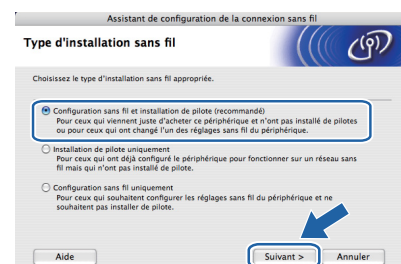 Assistant de configuration de la connexion sans fil
Type d'installation sans fil
Choisissez le type d'installation sans fil appropriée.
Configuration sans fil et installation de pilote (recommandé)
Pour ceux qui viennent juste d'acheter ce périphérique et n'ont pas installé de pilotes
ou pour ceux qui ont changé l'un des réglages sans fil du périphérique.
Installation de pilote uniquement
Pour ceux qui ont déjà configuré le périphérique pour fonctionner sur un réseau sans
fil mais qui n'ont pas installé de pilote.
Configuration sans fil uniquement
Pour ceux qui souhaitent configurer les réglages sans fil du périphérique et ne
souhaitent pas installer de pilote.
Aide
Suivant >
Annuler